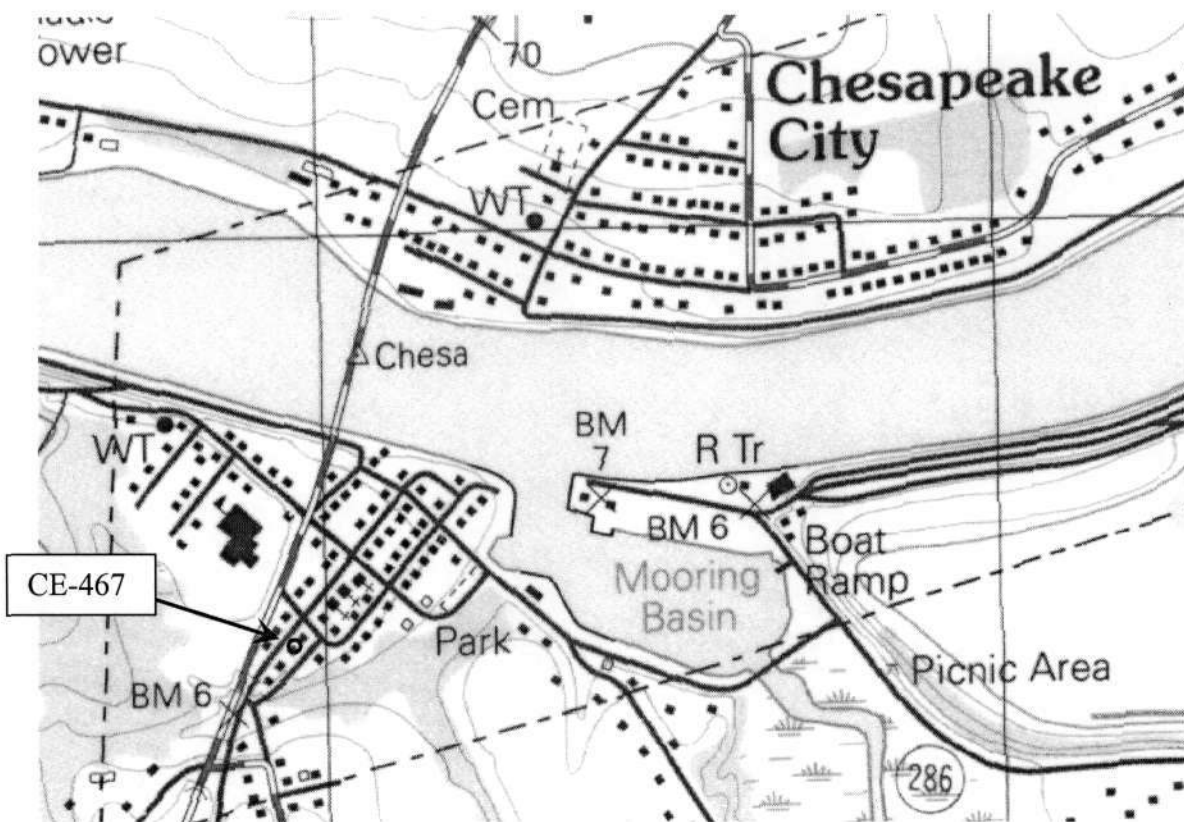 ower
70
Cem
Chesapeake
City
WT
Chesa
BM
7
R Tr
WT
BM 6
Boat
Ramp
CE-467
Mooring
Basin
Park
Picnic Area
BM 6
286